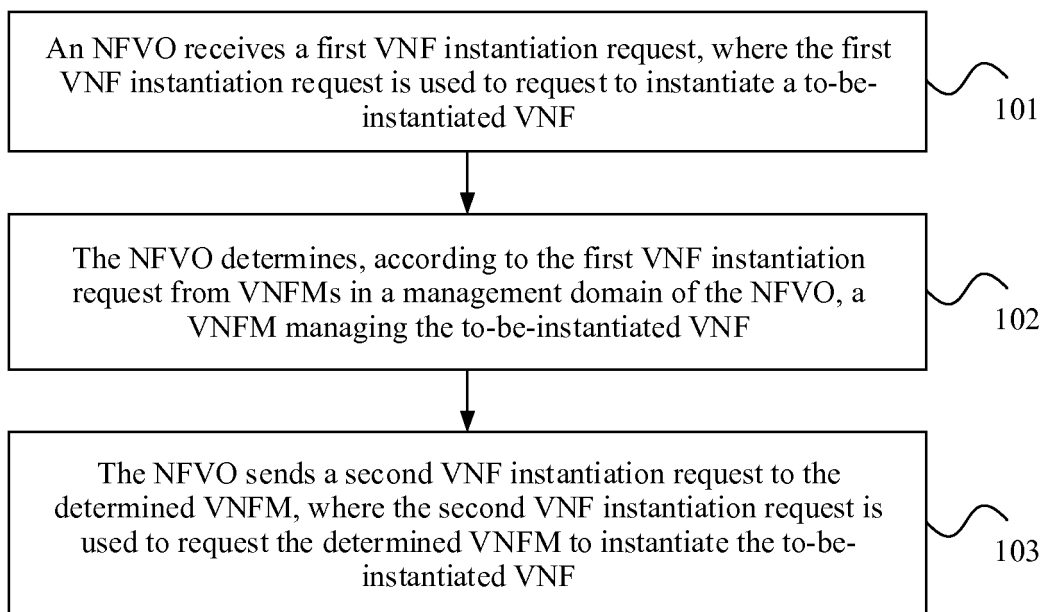 An NFVO receives a first VNF instantiation request, where the first
VNF instantiation request is used to request to instantiate a to-be-
instantiated VNF
101
The NFVO determines, according to the first VNF instantiation
request from VNFMs in a management domain of the NFVO, a
VNFM managing the to-be-instantiated VNF
102
The NFVO sends a second VNF instantiation request to the
determined VNFM, where the second VNF instantiation request is
used to request the determined VNFM to instantiate the to-be-
instantiated VNF
103